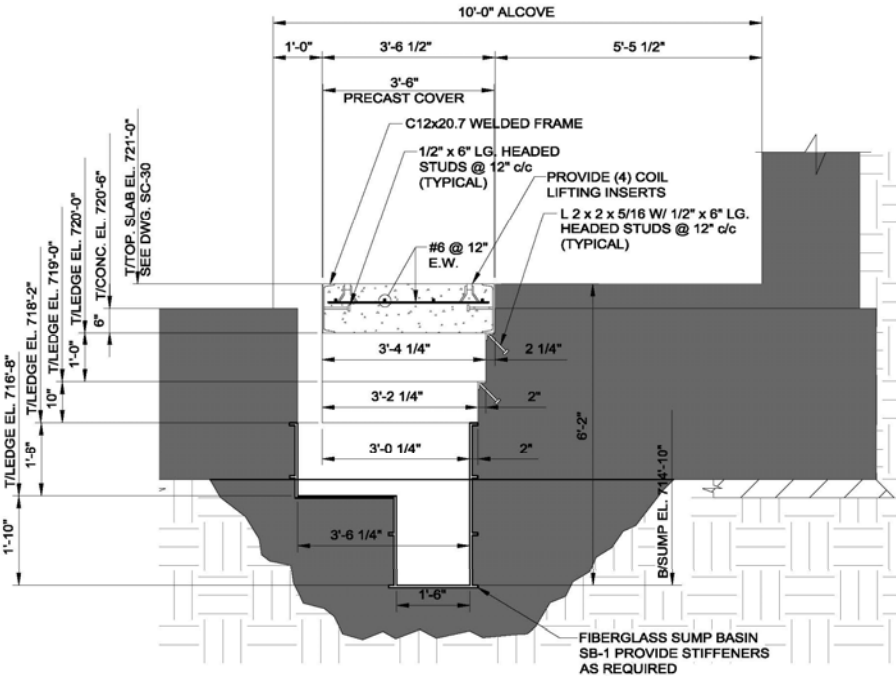 10'-0" ALCOVE
1'-0"
3'-6 1/2"
5'-5 1/2"
3'-6"
PRECAST COVER
C12x20.7 WELDED FRAME
1/2" x 6" LG. HEADED
STUDS @ 12" c/c
(TYPICAL)
PROVIDE (4) COIL
LIFTING INSERTS
L 2 x 2 x 5/16 W/ 1/2" x 6" LG.
HEADED STUDS @ 12" c/c
(TYPICAL)
#6 @ 12"
E.W.
T/TOP. SLAB EL. 721'-0"
SEE DWG. SC-30
T/CONC. EL. 720'-6"
6"
T/LEDGE EL. 720'-0"
1'-0"
T/LEDGE EL. 719'-0"
10"
T/LEDGE EL. 718'-2"
1'-8"
T/LEDGE EL. 716'-8"
1'-10"
3'-4 1/4"
2 1/4"
3'-2 1/4"
2"
3'-0 1/4"
2"
6'-2"
3'-6 1/4"
B/SUMP EL. 714'-10"
1'-6"
FIBERGLASS SUMP BASIN
SB-1 PROVIDE STIFFENERS
AS REQUIRED